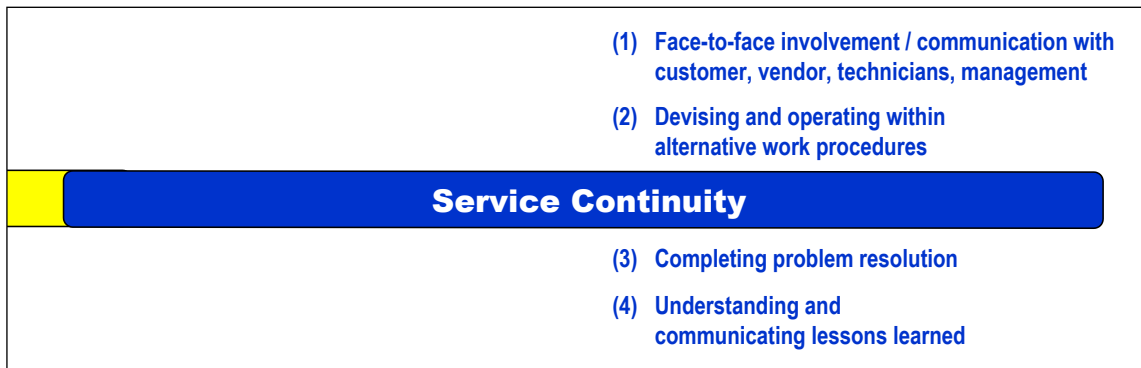 (1) Face-to-face involvement / communication with
customer, vendor, technicians, management
(2) Devising and operating within
alternative work procedures
Service Continuity
(3) Completing problem resolution
(4) Understanding and
communicating lessons learned